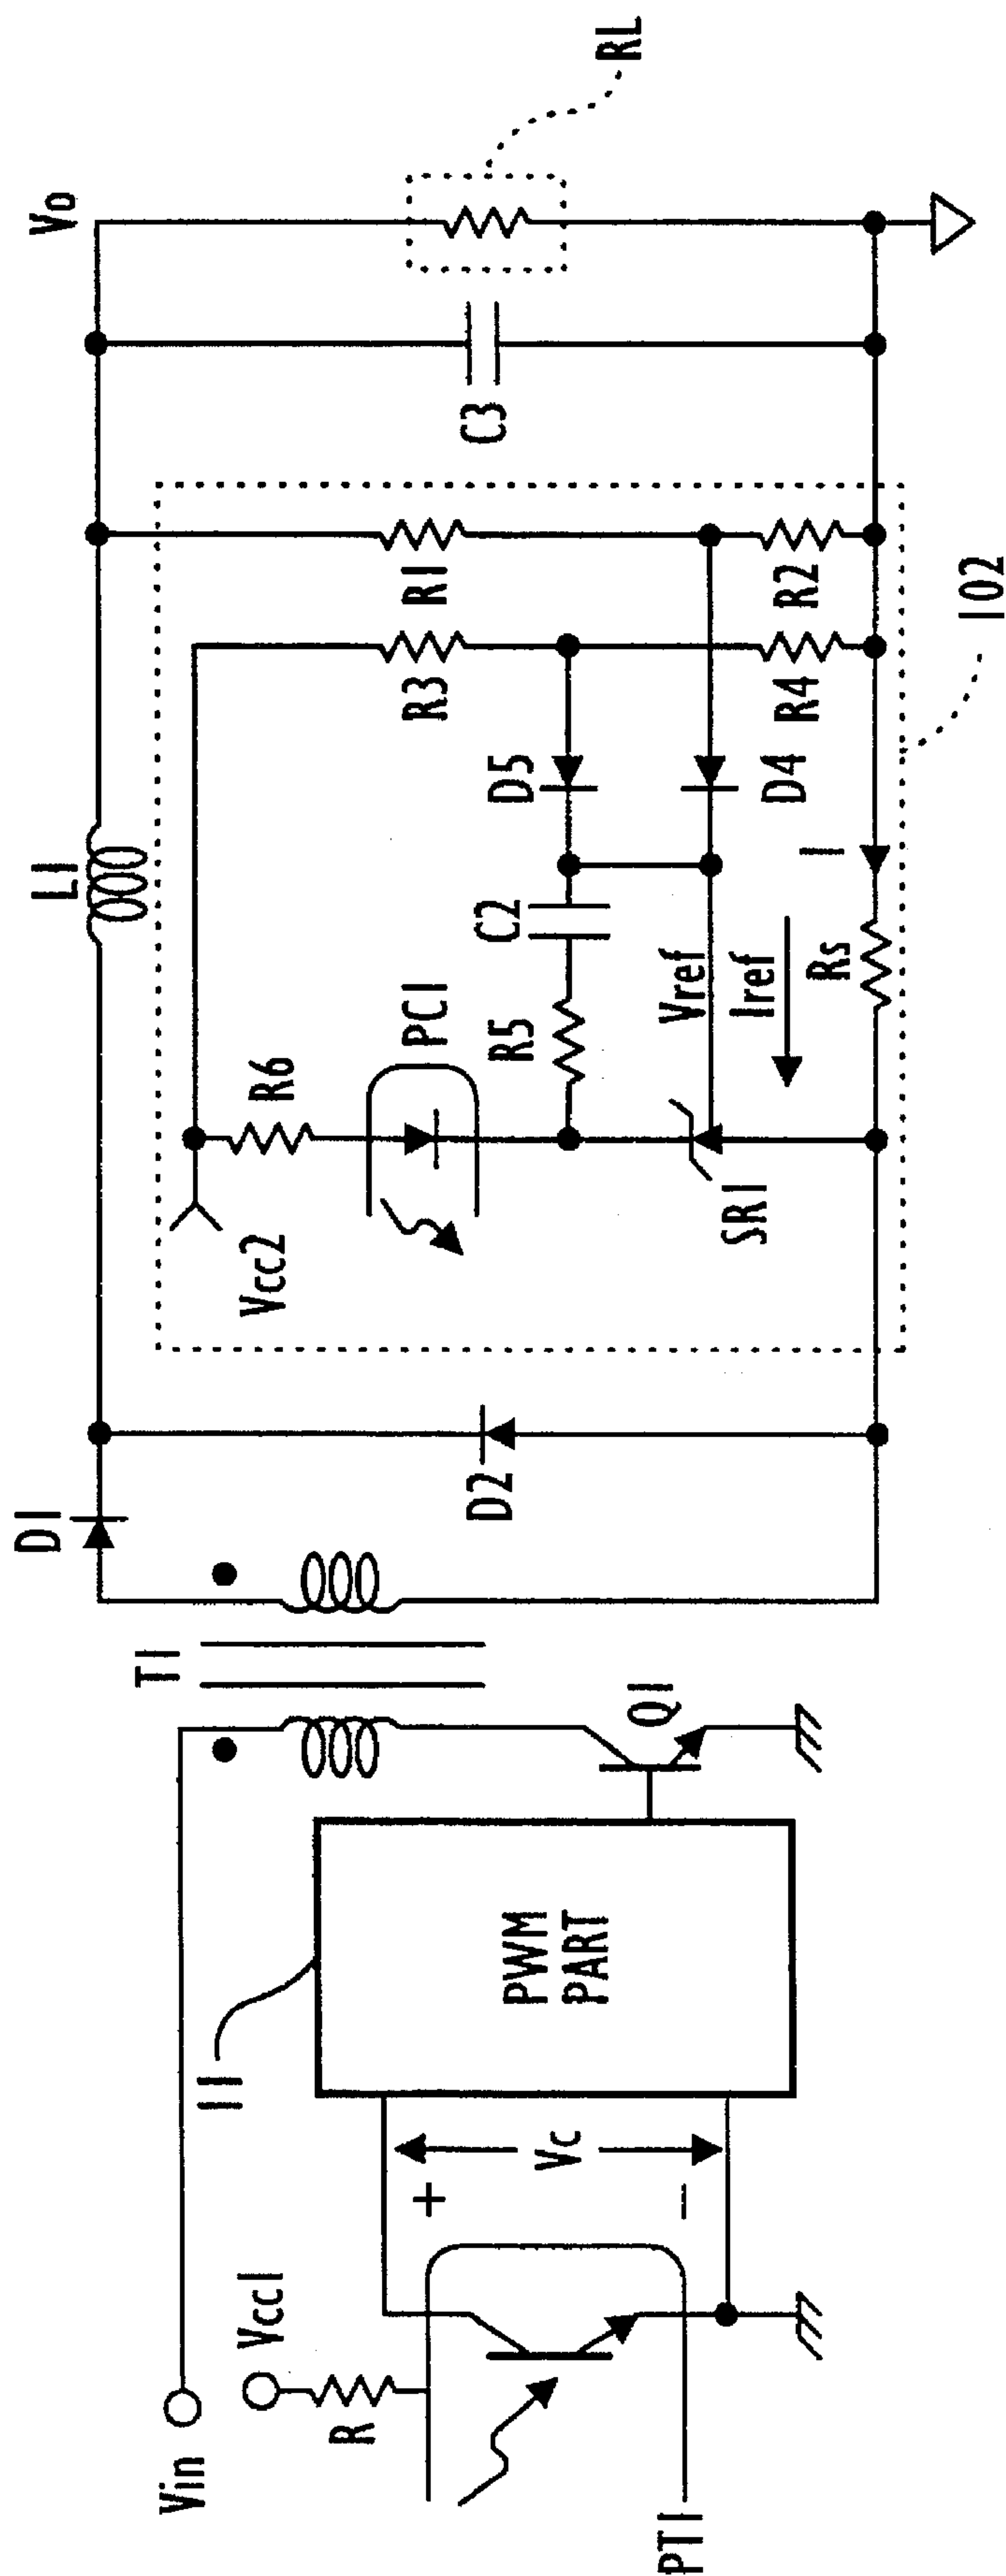 Vin
Vcc1
R
PT1
+
Vc
−
11
PWM
PART
Q1
T1
D1
D2
L1
Vcc2
R6
PC1
SR1
R5
C2
Vref
Iref
Rs
I
D5
D4
R3
R4
R1
R2
102
C3
Vo
RL